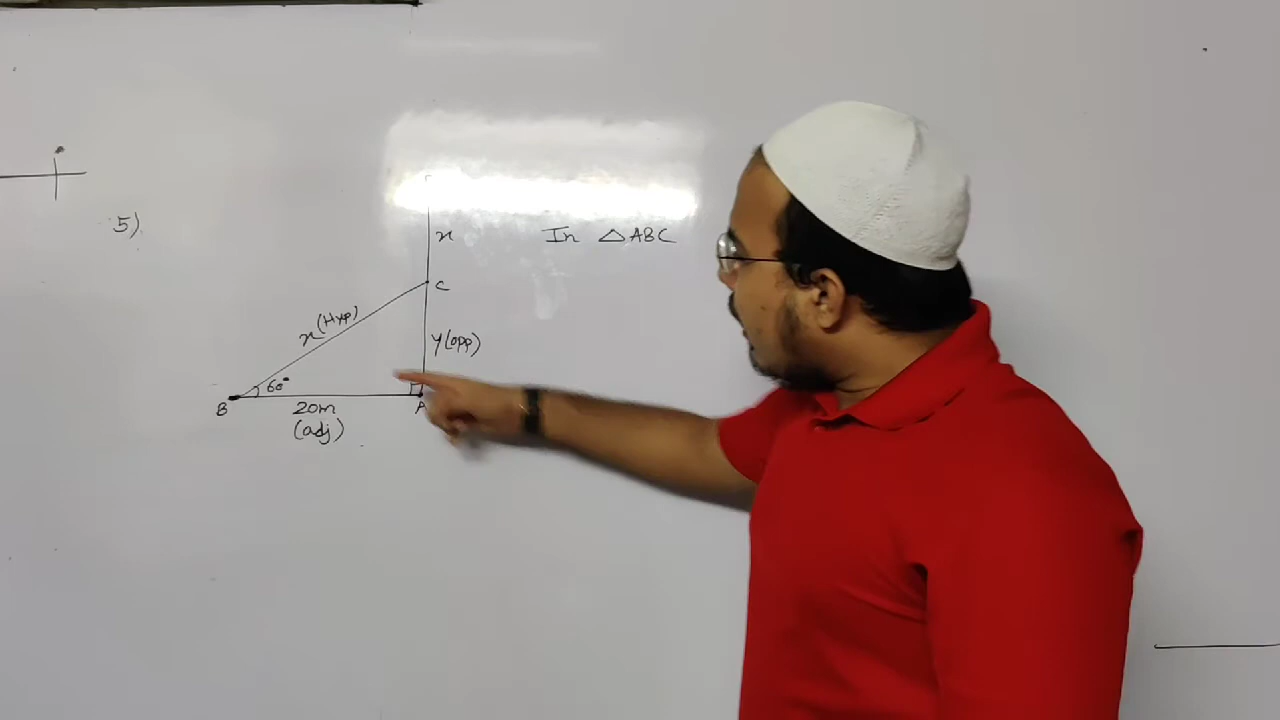 5)
x
In △ABC
C
x (Hyp)
y (opp)
60°
B
20m
A
(adj)